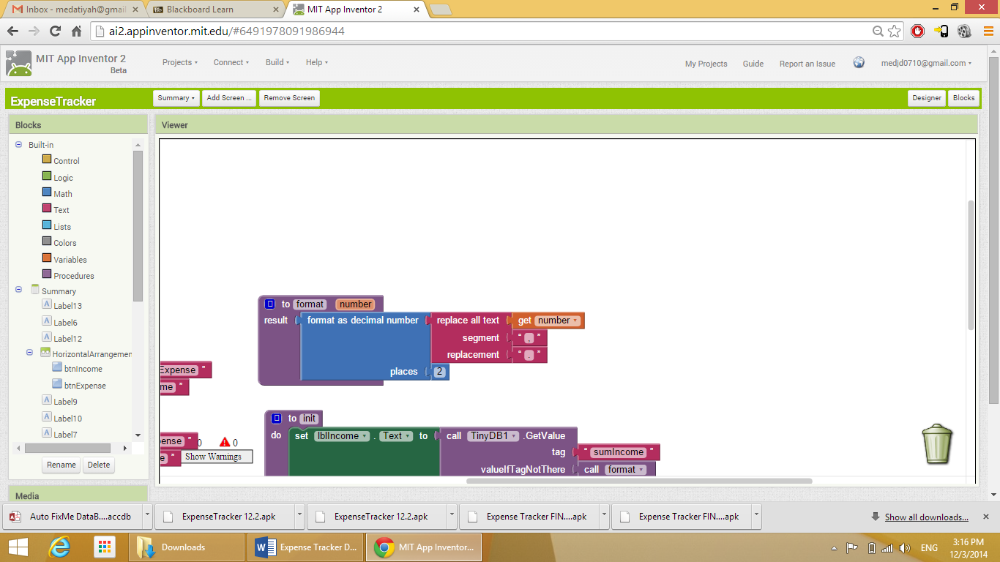 Inbox - medatiyah@gmail
Blackboard Learn
MIT App Inventor 2
ai2.appinventor.mit.edu/#6491978091986944
MIT App Inventor 2
Beta
Projects
Connect
Build
Help
My Projects
Guide
Report an Issue
medjd0710@gmail.com
ExpenseTracker
Summary
Add Screen ...
Remove Screen
Designer
Blocks
Blocks
Viewer
Built-in
Control
Logic
Math
Text
Lists
Colors
Variables
Procedures
Summary
Label13
Label6
Label12
HorizontalArrangemen
btnIncome
btnExpense
Label9
Label10
Label7
Rename
Delete
Media
to format number
result format as decimal number replace all text get number
segment " , "
replacement " . "
places 2
Expense "
me "
to init
do set lblIncome . Text to call TinyDB1 .GetValue
tag " sumIncome "
valueIfTagNotThere call format
ense "
e "
0 0
Show Warnings
Auto FixMe DataB....accdb
ExpenseTracker 12.2.apk
ExpenseTracker 12.2.apk
Expense Tracker FIN....apk
Expense Tracker FIN....apk
Show all downloads...
Downloads
Expense Tracker D...
MIT App Inventor...
ENG
3:16 PM
12/3/2014